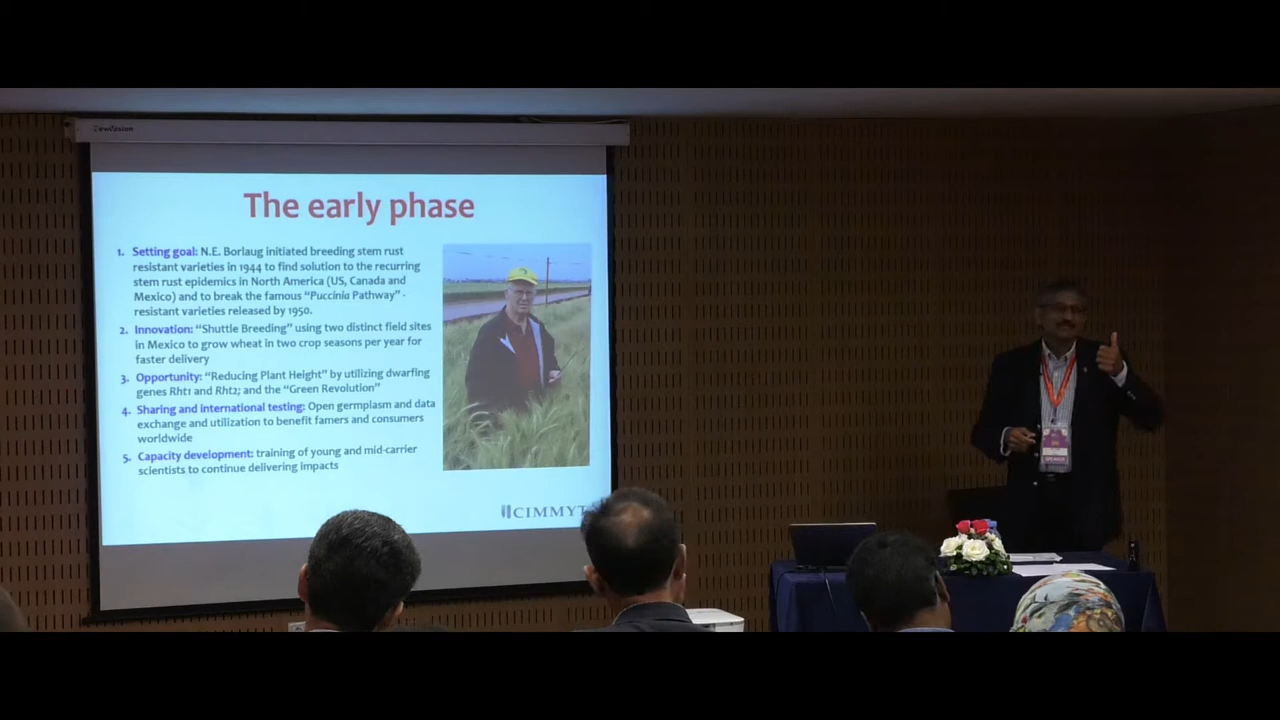 The early phase
1. Setting goal: N.E. Borlaug initiated breeding stem rust
resistant varieties in 1944 to find solution to the recurring
stem rust epidemics in North America (US, Canada and
Mexico) and to break the famous "Puccinia Pathway" -
resistant varieties released by 1950.
2. Innovation: "Shuttle Breeding" using two distinct field sites
in Mexico to grow wheat in two crop seasons per year for
faster delivery
3. Opportunity: "Reducing Plant Height" by utilizing dwarfing
genes Rht1 and Rht2; and the "Green Revolution"
4. Sharing and international testing: Open germplasm and data
exchange and utilization to benefit famers and consumers
worldwide
5. Capacity development: training of young and mid-carrier
scientists to continue delivering impacts
CIMMYT
SPEAKER